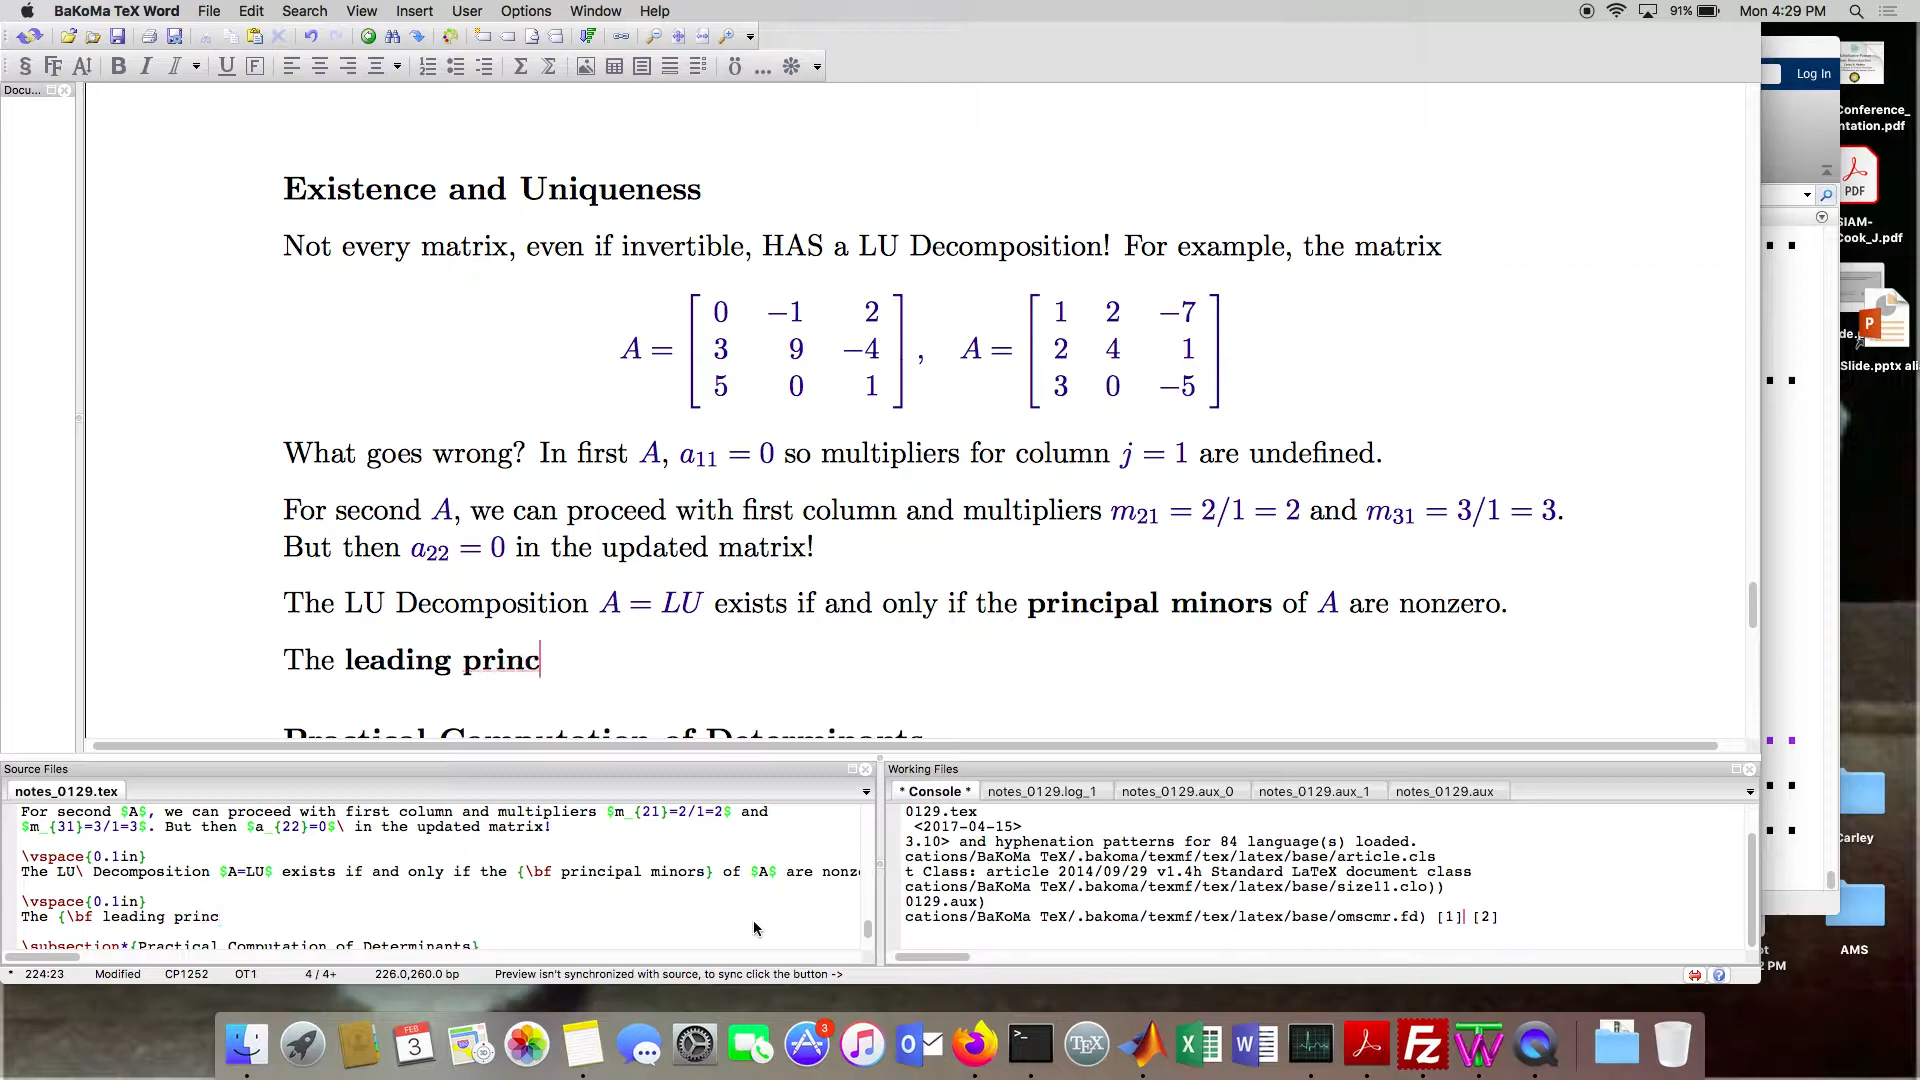 BaKoMa TeX Word File Edit Search View Insert User Options Window Help 91% Mon 4:29 PM
Docu...
Log In
Conference_
ntation.pdf
PDF
SIAM-
Cook_J.pdf
Slide.pptx ali
Existence and Uniqueness
Not every matrix, even if invertible, HAS a LU Decomposition! For example, the matrix
A = [ 0 −1 2
3 9 −4
5 0 1 ] , A = [ 1 2 −7
2 4 1
3 0 −5 ]
What goes wrong? In first A, a11 = 0 so multipliers for column j = 1 are undefined.
For second A, we can proceed with first column and multipliers m21 = 2/1 = 2 and m31 = 3/1 = 3.
But then a22 = 0 in the updated matrix!
The LU Decomposition A = LU exists if and only if the principal minors of A are nonzero.
The leading princ
Practical Computation of Determinants
Source Files
notes_0129.tex
For second $A$, we can proceed with first column and multipliers $m_{21}=2/1=2$ and
$m_{31}=3/1=3$. But then $a_{22}=0$\ in the updated matrix!
\vspace{0.1in}
The LU\ Decomposition $A=LU$ exists if and only if the {\bf principal minors} of $A$ are nonze
\vspace{0.1in}
The {\bf leading princ
\subsection*{Practical Computation of Determinants}
* 224:23 Modified CP1252 OT1 4 / 4+ 226.0,260.0 bp Preview isn't synchronized with source, to sync click the button ->
Working Files
* Console * notes_0129.log_1 notes_0129.aux_0 notes_0129.aux_1 notes_0129.aux
0129.tex
<2017-04-15>
3.10> and hyphenation patterns for 84 language(s) loaded.
cations/BaKoMa TeX/.bakoma/texmf/tex/latex/base/article.cls
t Class: article 2014/09/29 v1.4h Standard LaTeX document class
cations/BaKoMa TeX/.bakoma/texmf/tex/latex/base/size11.clo))
0129.aux)
cations/BaKoMa TeX/.bakoma/texmf/tex/latex/base/omscmr.fd) [1] [2]
Carley
AMS
2 PM
FEB
3
3
TEX